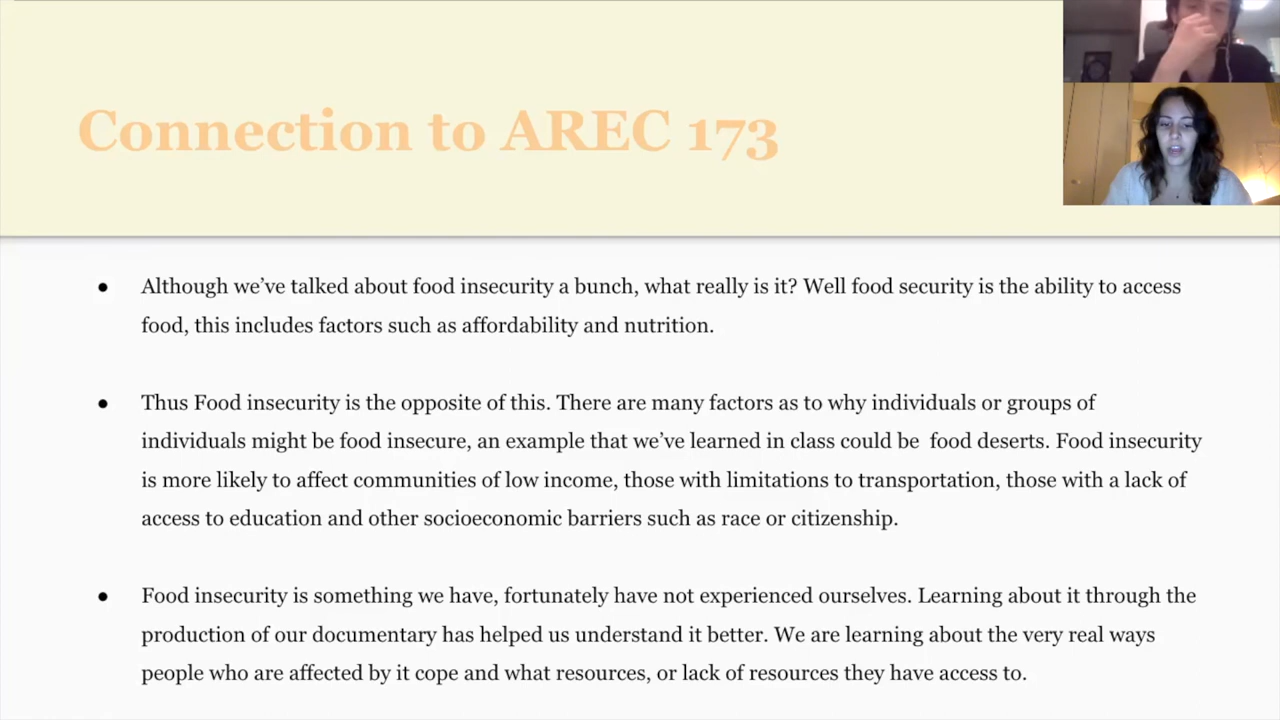 Connection to AREC 173
● Although we’ve talked about food insecurity a bunch, what really is it? Well food security is the ability to access
food, this includes factors such as affordability and nutrition.
● Thus Food insecurity is the opposite of this. There are many factors as to why individuals or groups of
individuals might be food insecure, an example that we’ve learned in class could be  food deserts. Food insecurity
is more likely to affect communities of low income, those with limitations to transportation, those with a lack of
access to education and other socioeconomic barriers such as race or citizenship.
● Food insecurity is something we have, fortunately have not experienced ourselves. Learning about it through the
production of our documentary has helped us understand it better. We are learning about the very real ways
people who are affected by it cope and what resources, or lack of resources they have access to.